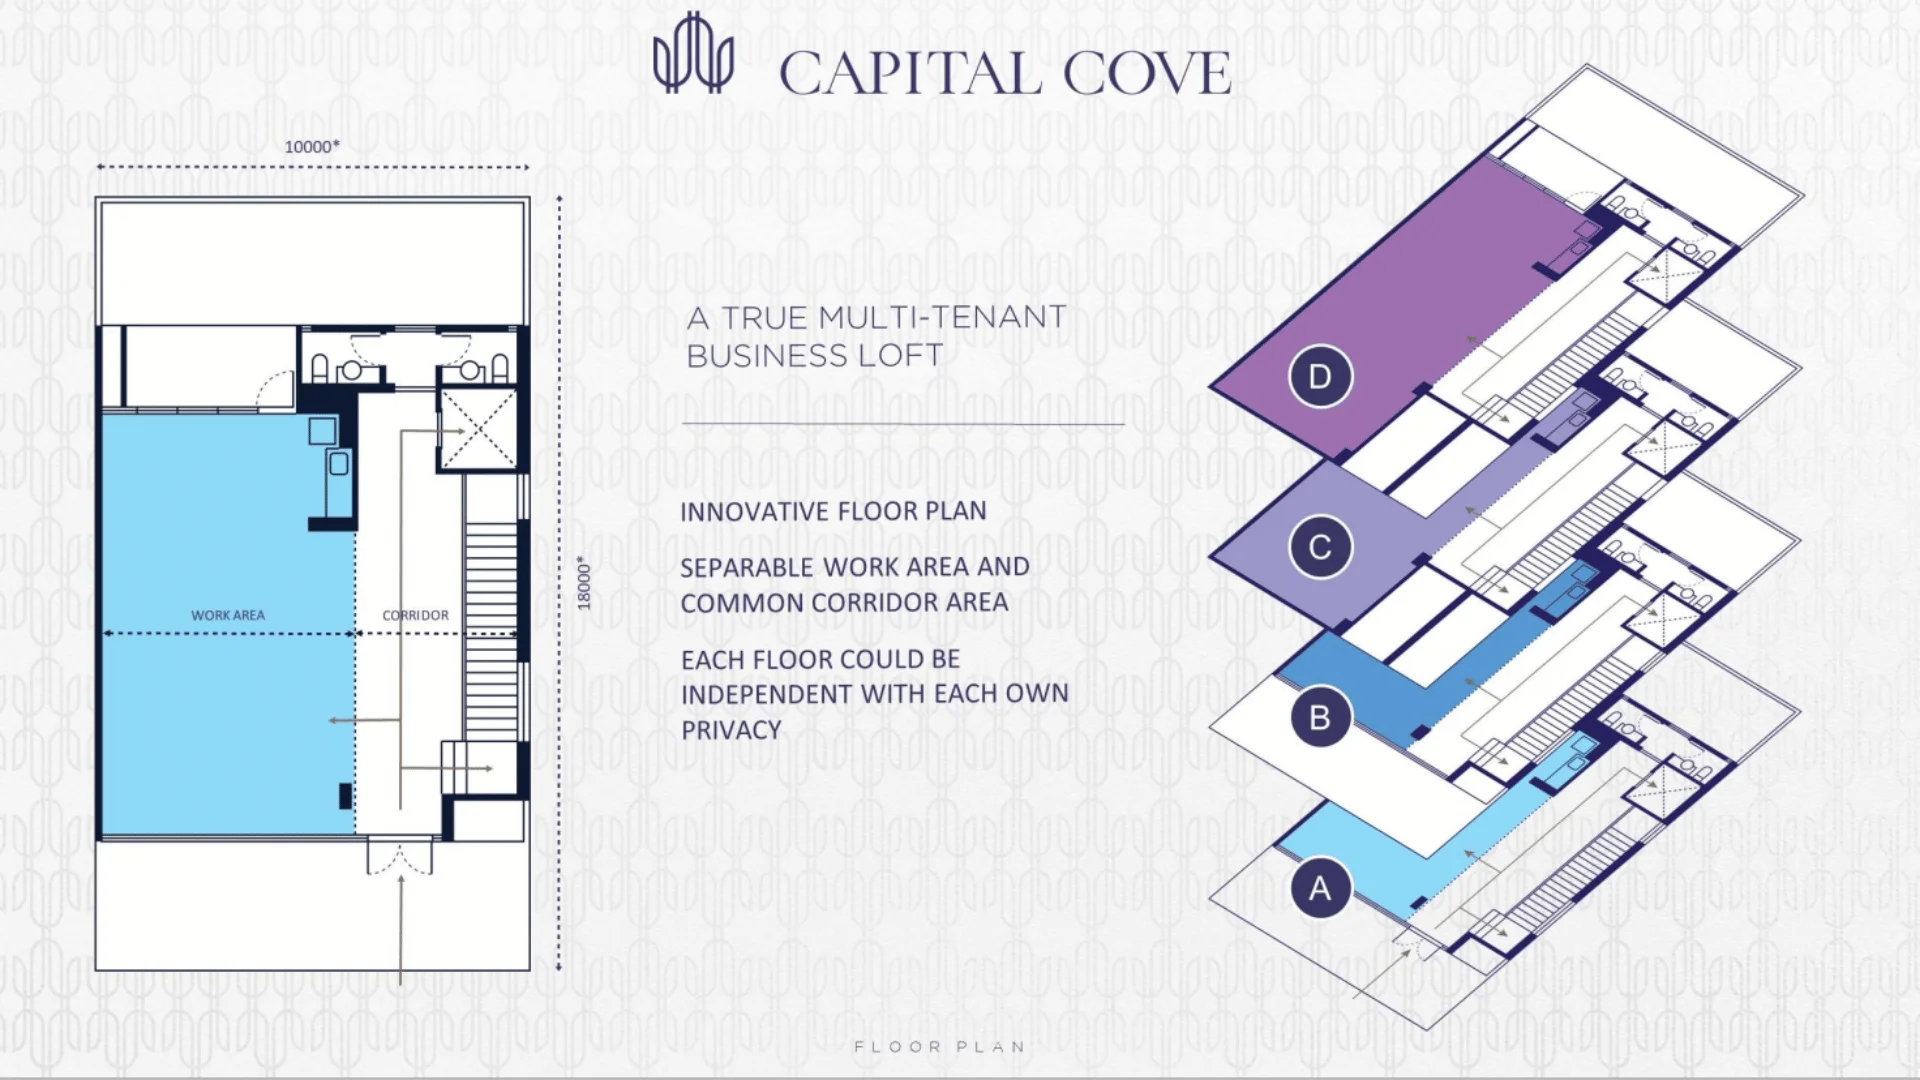 CAPITAL COVE
10000*
18000*
WORK AREA
CORRIDOR
A TRUE MULTI-TENANT
BUSINESS LOFT
INNOVATIVE FLOOR PLAN
SEPARABLE WORK AREA AND
COMMON CORRIDOR AREA
EACH FLOOR COULD BE
INDEPENDENT WITH EACH OWN
PRIVACY
D
C
B
A
FLOOR PLAN